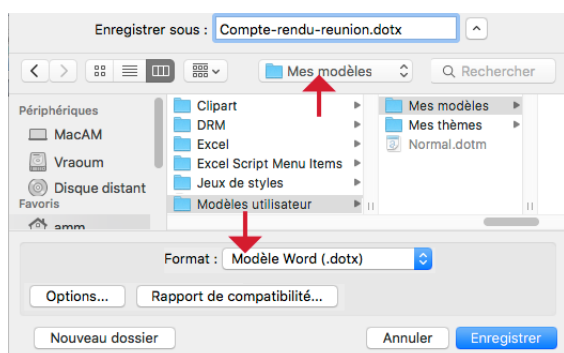 Enregistrer sous : Compte-rendu-reunion.dotx
Mes modèles
Rechercher
Périphériques
MacAM
Vraoum
Disque distant
Favoris
amm
Clipart
DRM
Excel
Excel Script Menu Items
Jeux de styles
Modèles utilisateur
Mes modèles
Mes thèmes
Normal.dotm
Format : Modèle Word (.dotx)
Options... Rapport de compatibilité...
Nouveau dossier Annuler Enregistrer